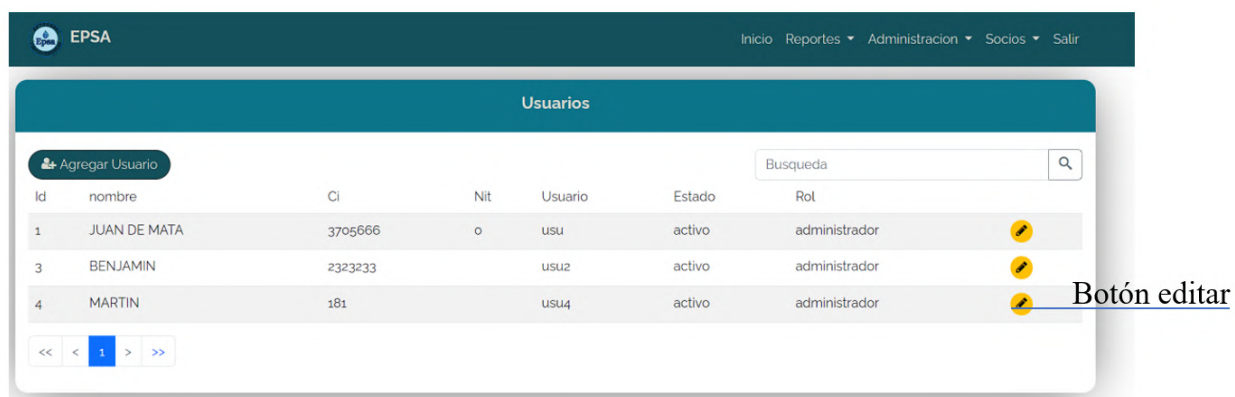 Epsa EPSA Inicio Reportes Administracion Socios Salir
Usuarios
Agregar Usuario Busqueda
Id nombre Ci Nit Usuario Estado Rol
1 JUAN DE MATA 3705666 0 usu activo administrador
3 BENJAMIN 2323233 usu2 activo administrador
4 MARTIN 181 usu4 activo administrador
Botón editar
<< < 1 > >>